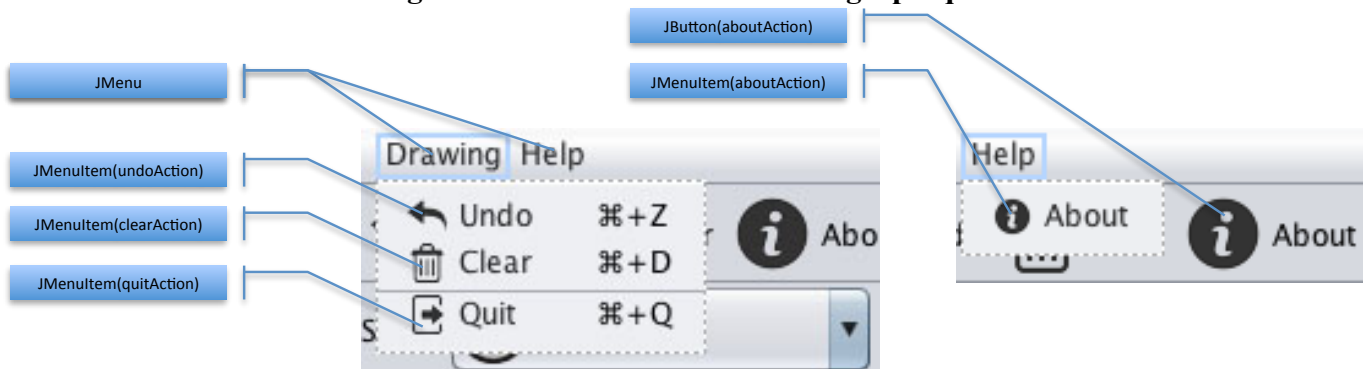 JButton(aboutAction)
JMenu
JMenuItem(aboutAction)
Drawing Help
Help
JMenuItem(undoAction)
Undo ⌘+Z
About
JMenuItem(clearAction)
Abo
About
Clear ⌘+D
JMenuItem(quitAction)
Quit ⌘+Q
S